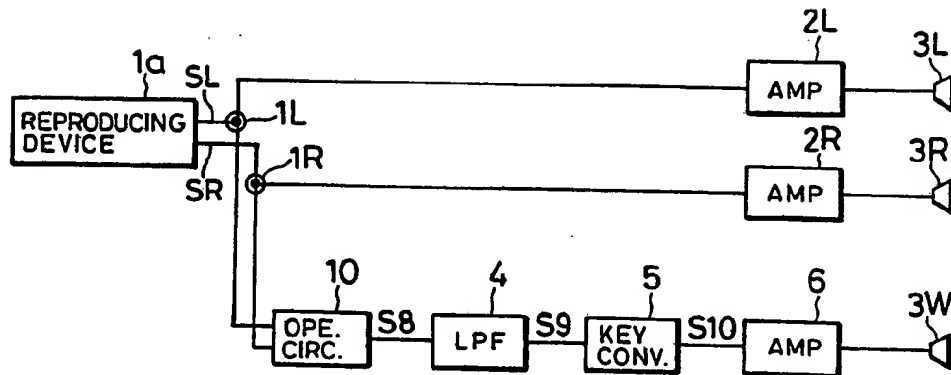 1a
SL
1L
REPRODUCING
DEVICE
SR
1R
2L
AMP
3L
2R
AMP
3R
10
OPE.
CIRC.
S8
4
LPF
S9
5
KEY
CONV.
S10
6
AMP
3W